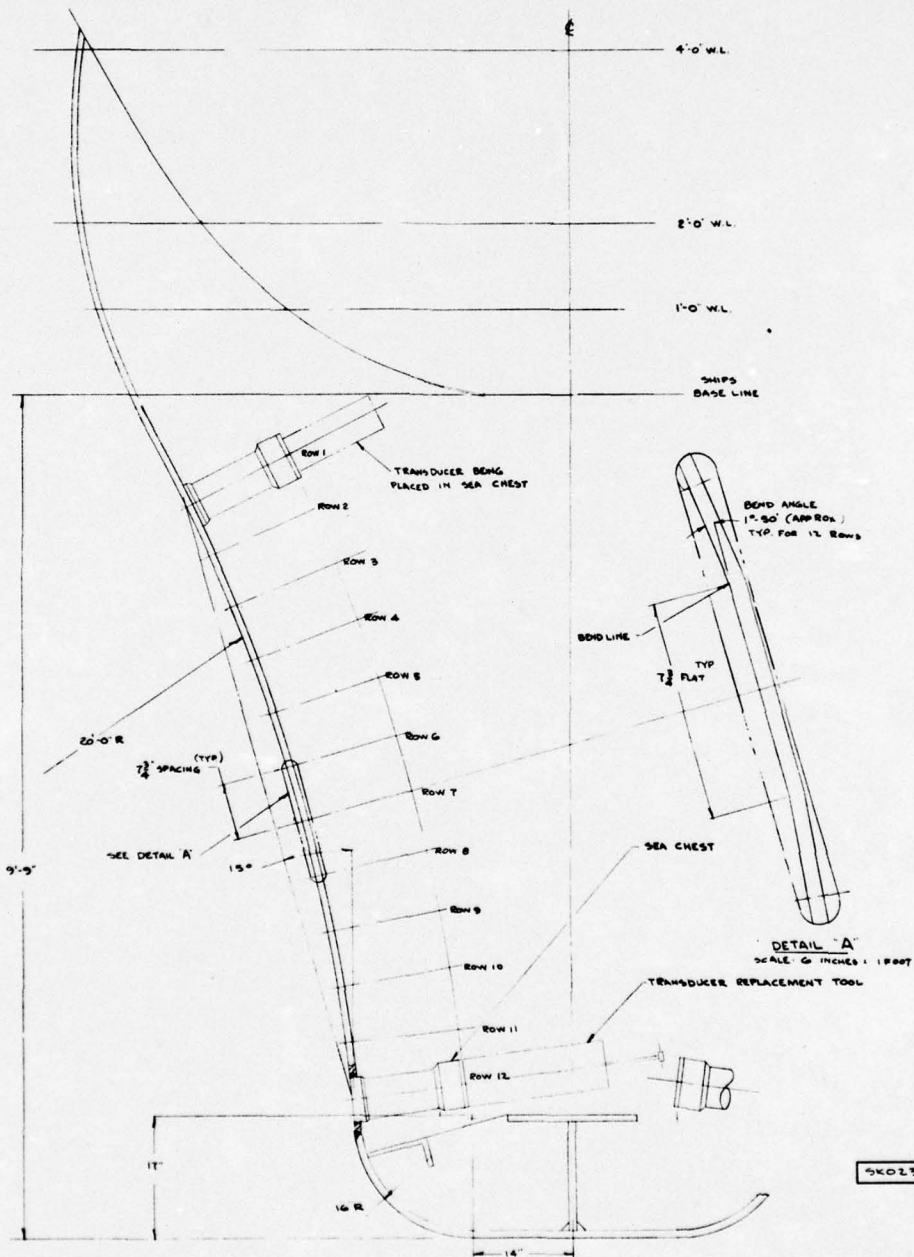 ℄
4'-0" W.L.
2'-0" W.L.
1'-0" W.L.
SHIPS
BASE LINE
ROW 1
TRANSDUCER BEING
PLACED IN SEA CHEST
ROW 2
ROW 3
ROW 4
ROW 5
ROW 6
ROW 7
ROW 8
ROW 9
ROW 10
ROW 11
ROW 12
BEND ANGLE
1°-50' (APPROX)
TYP. FOR 12 ROWS
BEND LINE
TYP
FLAT
20'-0" R
7 3/4" SPACING (TYP)
SEE DETAIL "A"
15°
9'-9"
SEA CHEST
DETAIL "A"
SCALE: 6 INCHES : 1 FOOT
TRANSDUCER REPLACEMENT TOOL
17"
16 R
14"
SK023